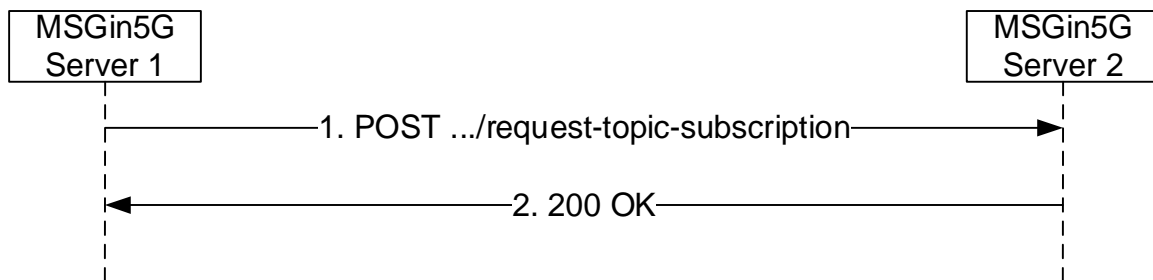 MSGin5G
Server 1
MSGin5G
Server 2
1. POST .../request-topic-subscription
2. 200 OK